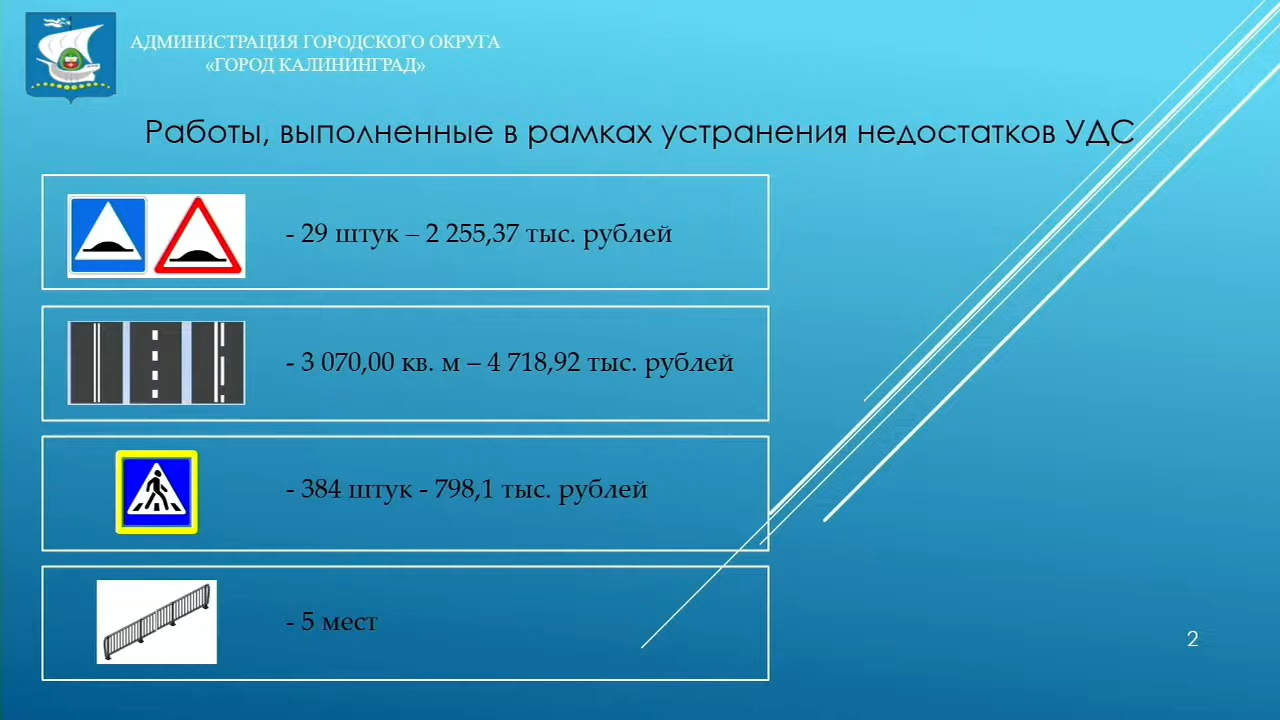 АДМИНИСТРАЦИЯ ГОРОДСКОГО ОКРУГА
«ГОРОД КАЛИНИНГРАД»
Работы, выполненные в рамках устранения недостатков УДС
- 29 штук – 2 255,37 тыс. рублей
- 3 070,00 кв. м – 4 718,92 тыс. рублей
- 384 штук - 798,1 тыс. рублей
- 5 мест
2